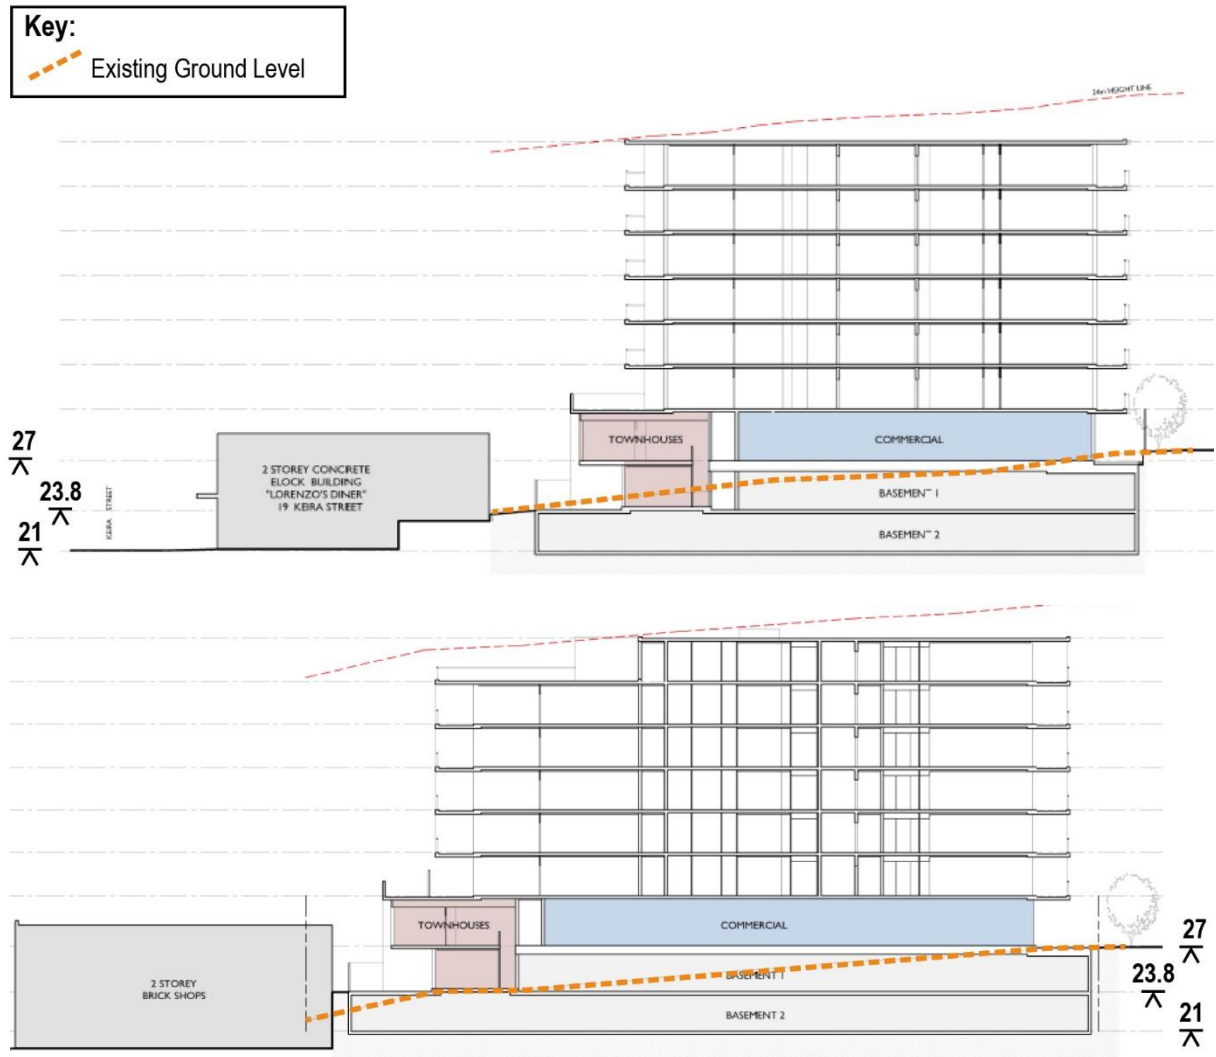 Key:
Existing Ground Level
24m HEIGHT LINE
27
23.8
21
KEIRA STREET
2 STOREY CONCRETE
ELOCK BUILDING
"LORENZO'S DINER"
19 KEIRA STREET
TOWNHOUSES
COMMERCIAL
BASEMENT 1
BASEMENT 2
TOWNHOUSES
COMMERCIAL
2 STOREY
BRICK SHOPS
BASEMENT 1
BASEMENT 2
27
23.8
21